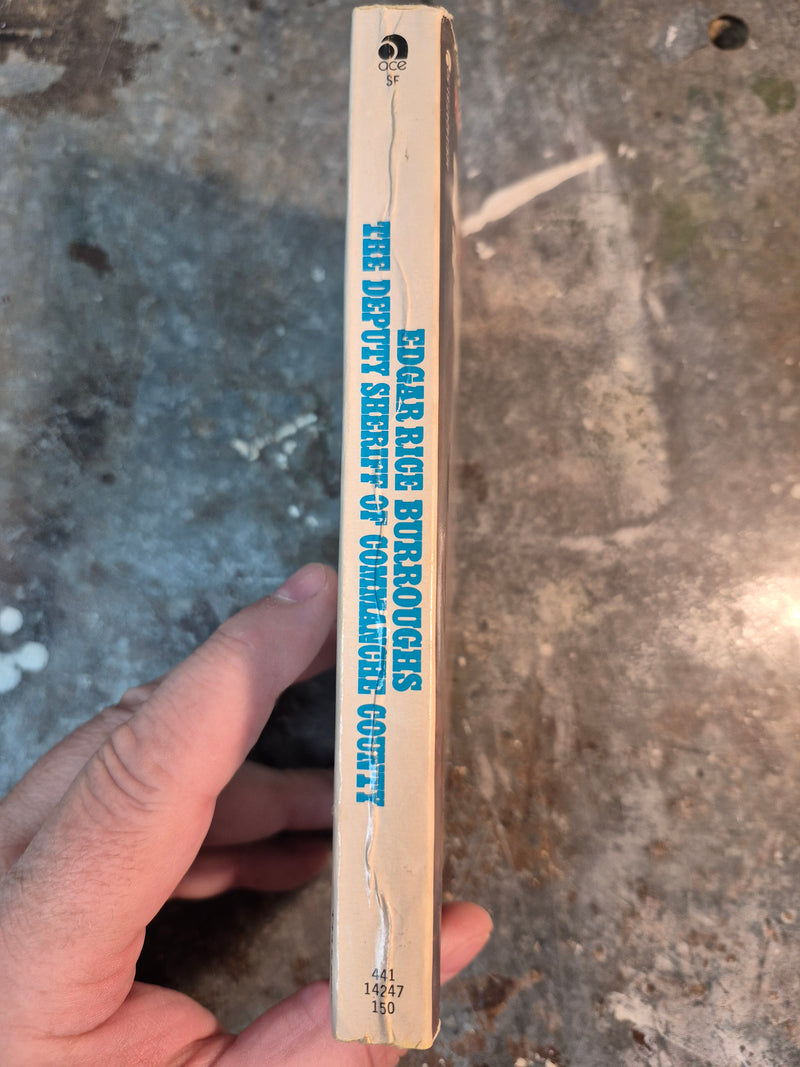 ace
SF
EDGAR RICE BURROUGHS
THE DEPUTY SHERIFF OF COMMANCHE COUNTY
441
14247
150